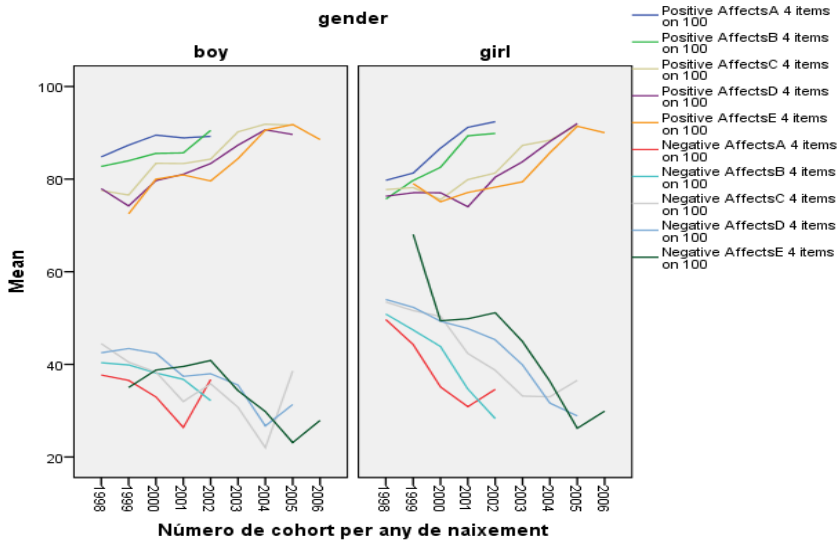 gender
boy
girl
Mean
100
80
60
40
20
1998
1999
2000
2001
2002
2003
2004
2005
2006
1998
1999
2000
2001
2002
2003
2004
2005
2006
Número de cohort per any de naixement
Positive AffectsA 4 items
on 100
Positive AffectsB 4 items
on 100
Positive AffectsC 4 items
on 100
Positive AffectsD 4 items
on 100
Positive AffectsE 4 items
on 100
Negative AffectsA 4 items
on 100
Negative AffectsB 4 items
on 100
Negative AffectsC 4 items
on 100
Negative AffectsD 4 items
on 100
Negative AffectsE 4 items
on 100